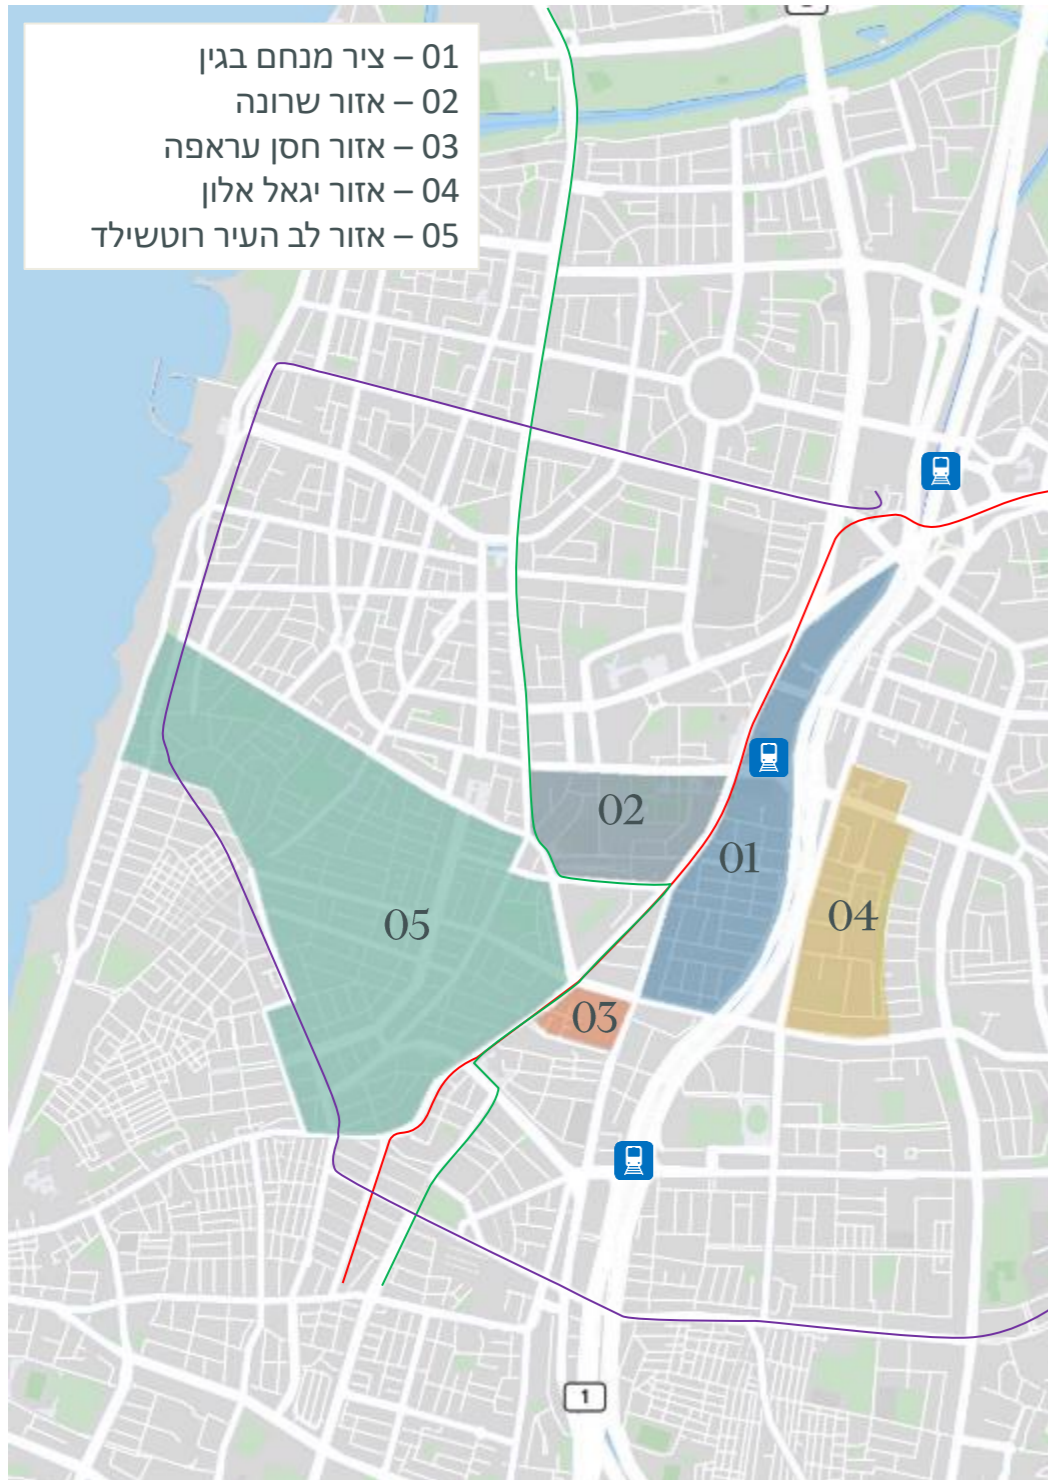 01 – ציר מנחם בגין
02 – אזור שרונה
03 – אזור חסן עראפה
04 – אזור יגאל אלון
05 – אזור לב העיר רוטשילד
02
01
04
05
03
1